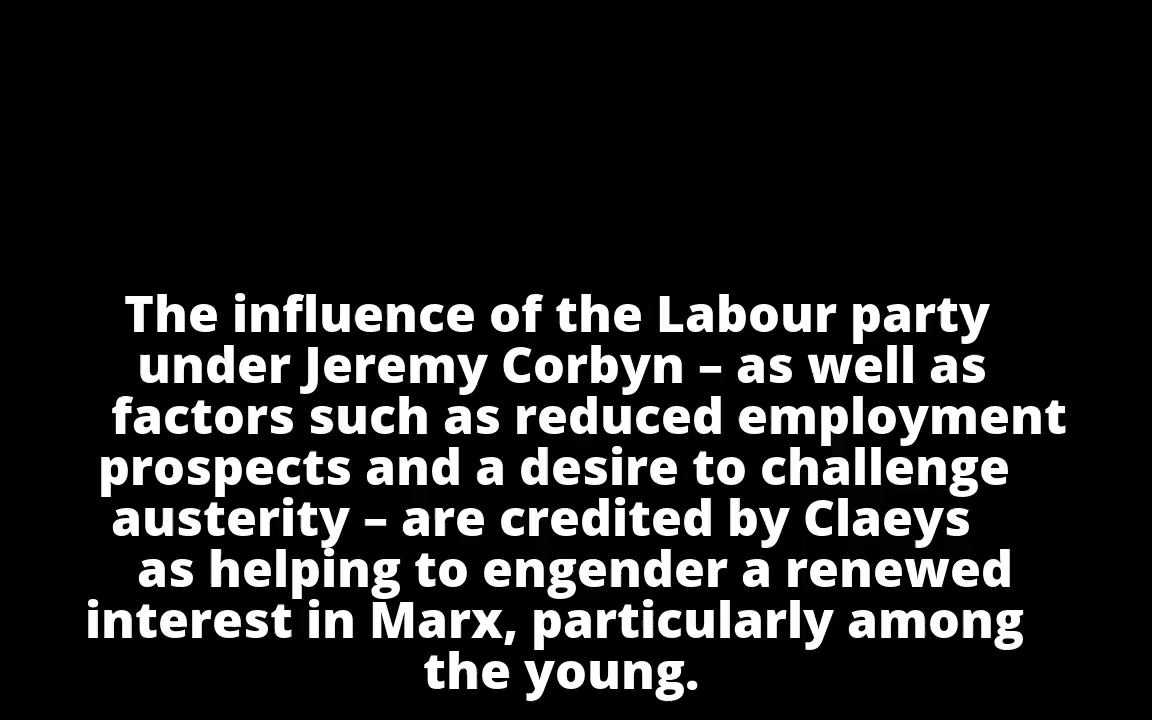 The influence of the Labour party
under Jeremy Corbyn – as well as
factors such as reduced employment
prospects and a desire to challenge
austerity – are credited by Claeys
as helping to engender a renewed
interest in Marx, particularly among
the young.